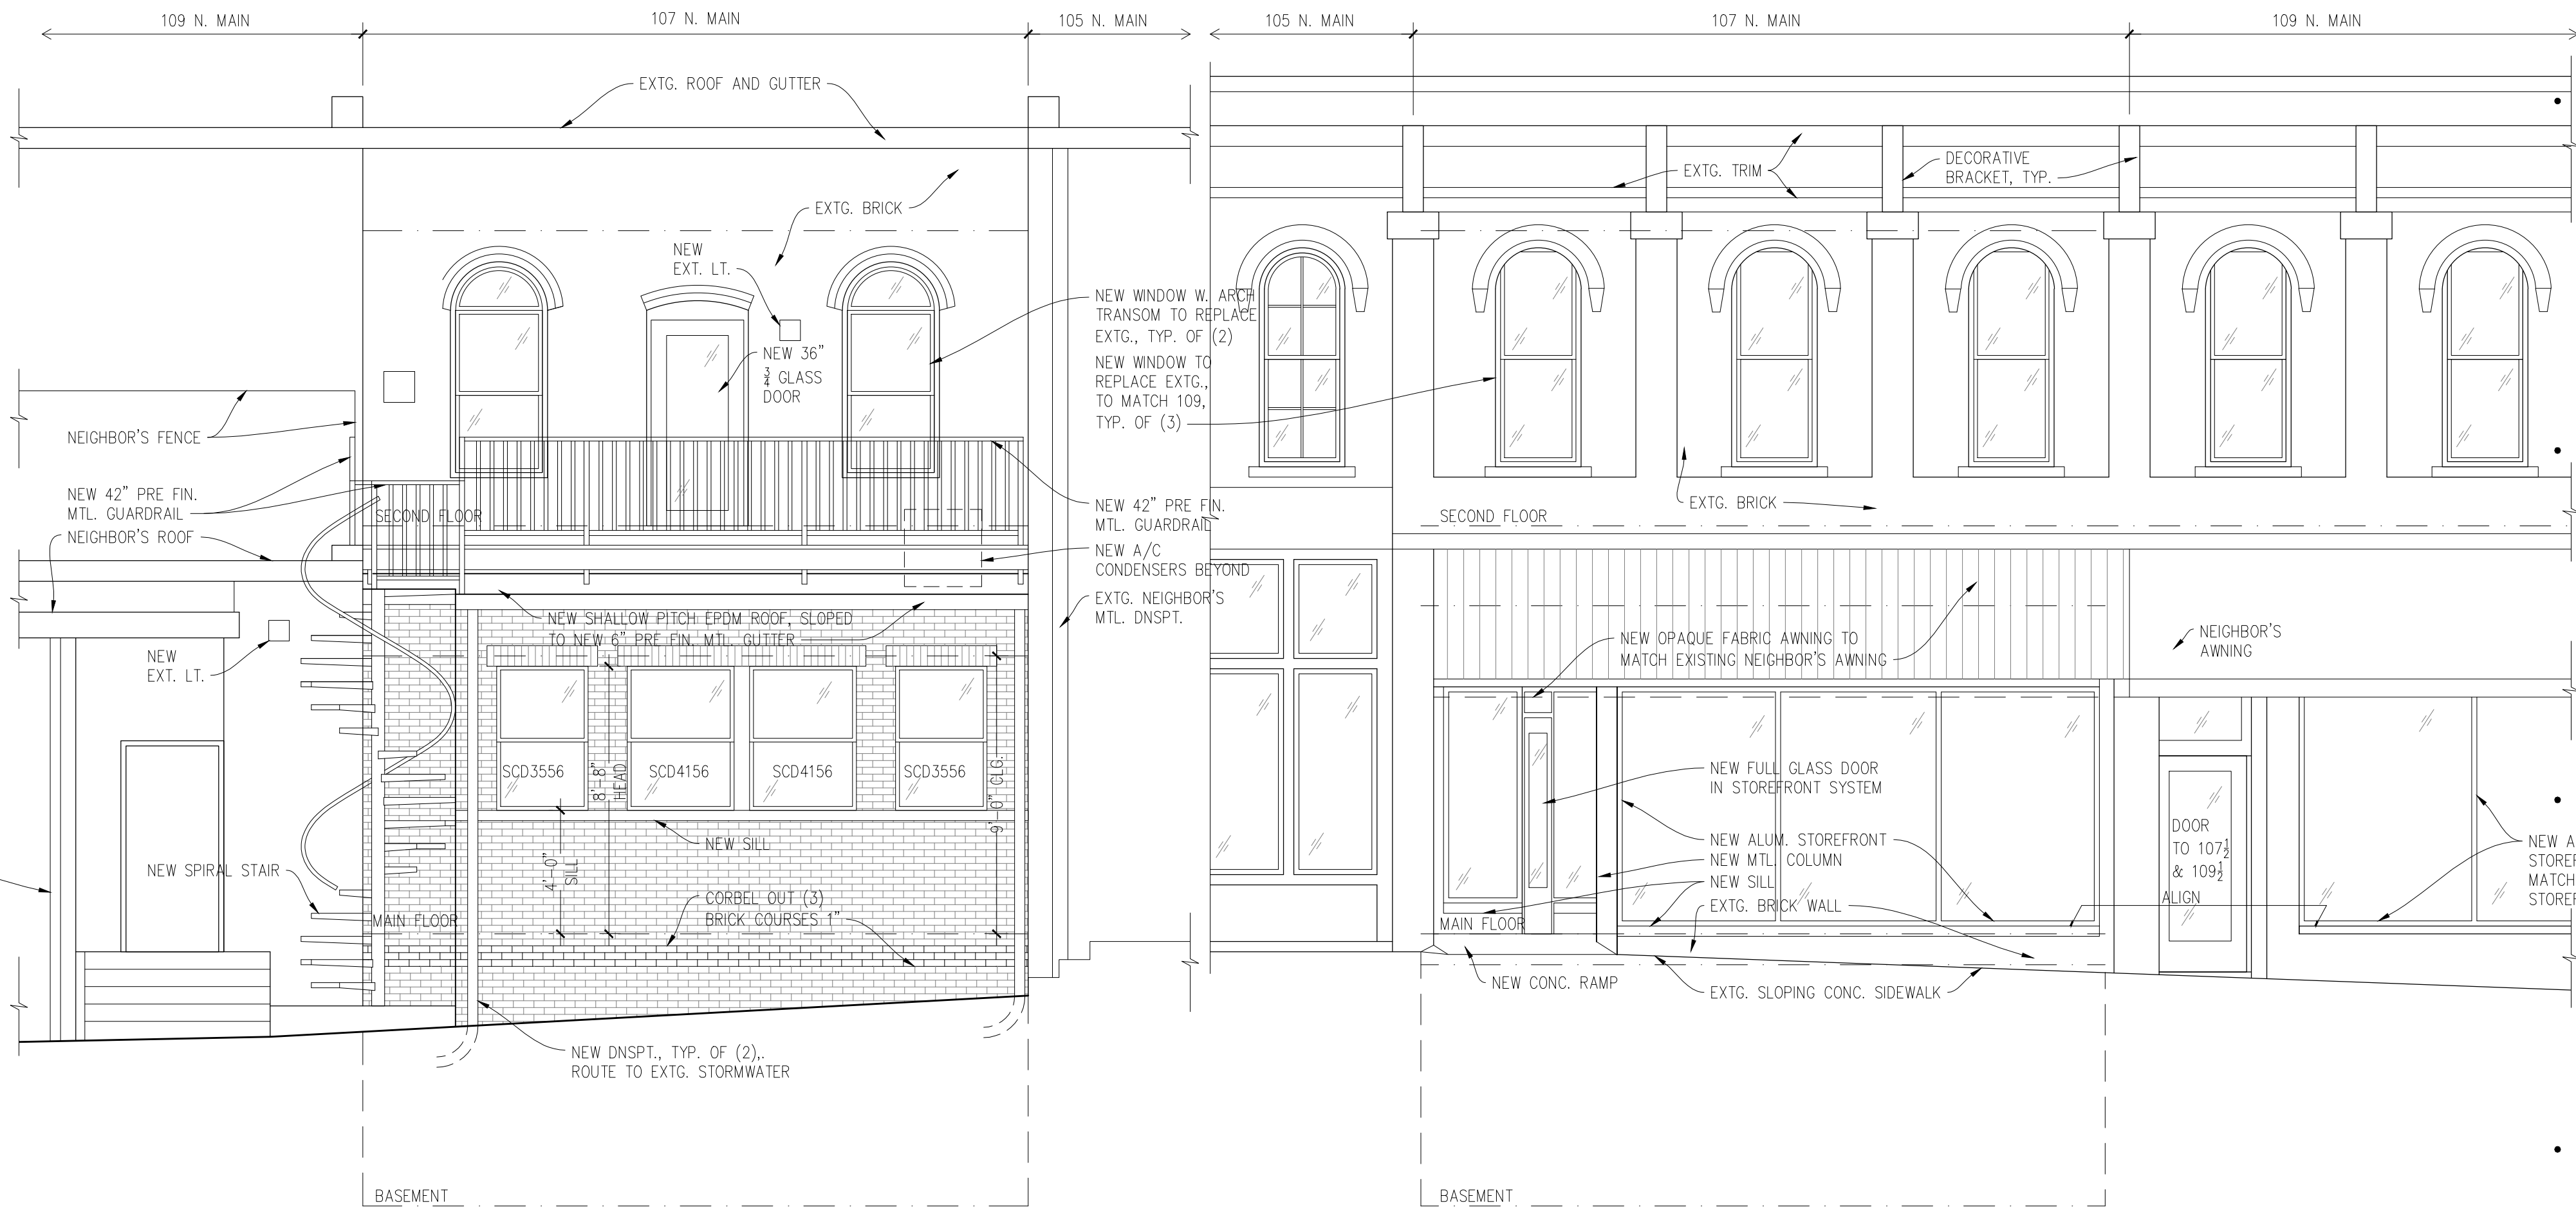 109 N. MAIN
107 N. MAIN
105 N. MAIN
EXTG. ROOF AND GUTTER
EXTG. BRICK
NEW
EXT. LT.
NEW 36"
3/4 GLASS
DOOR
NEW WINDOW W. ARCH
TRANSOM TO REPLACE
EXTG., TYP. OF (2)
NEW WINDOW TO
REPLACE EXTG.,
TO MATCH 109,
TYP. OF (3)
NEIGHBOR'S FENCE
NEW 42" PRE FIN.
MTL. GUARDRAIL
NEIGHBOR'S ROOF
SECOND FLOOR
NEW 42" PRE FIN.
MTL. GUARDRAIL
NEW A/C
CONDENSERS BEYOND
EXTG. NEIGHBOR'S
MTL. DNSPT.
NEW SHALLOW PITCH EPDM ROOF, SLOPED
TO NEW 6" PRE FIN. MTL. GUTTER
NEW
EXT. LT.
SCD3556
SCD4156
SCD4156
SCD3556
8'-8"
HEAD
9'-0" CLG.
4'-0"
SILL
NEW SILL
NEW SPIRAL STAIR
CORBEL OUT (3)
BRICK COURSES 1"
MAIN FLOOR
NEW DNSPT., TYP. OF (2),.
ROUTE TO EXTG. STORMWATER
BASEMENT
105 N. MAIN
107 N. MAIN
109 N. MAIN
EXTG. TRIM
DECORATIVE
BRACKET, TYP.
EXTG. BRICK
SECOND FLOOR
NEW OPAQUE FABRIC AWNING TO
MATCH EXISTING NEIGHBOR'S AWNING
NEIGHBOR'S
AWNING
NEW FULL GLASS DOOR
IN STOREFRONT SYSTEM
NEW ALUM. STOREFRONT
NEW MTL. COLUMN
NEW SILL
EXTG. BRICK WALL
MAIN FLOOR
NEW CONC. RAMP
EXTG. SLOPING CONC. SIDEWALK
DOOR
TO 107 1/2
& 109 1/2
ALIGN
NEW A
STOREF
MATCH
STOREF
BASEMENT